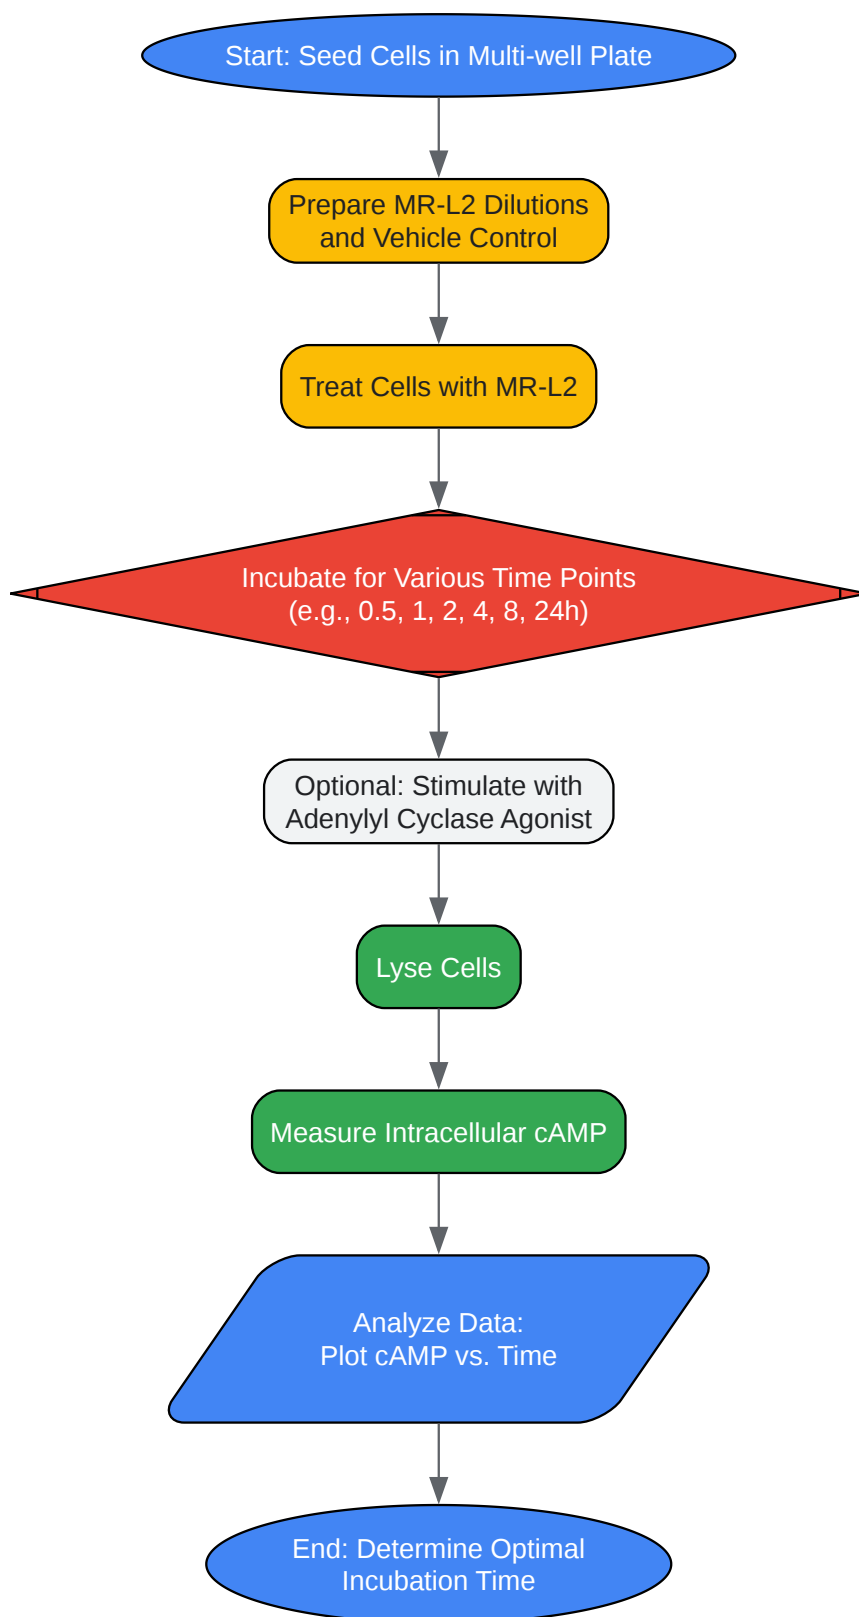 Start: Seed Cells in Multi-well Plate
Prepare MR-L2 Dilutions
and Vehicle Control
Treat Cells with MR-L2
Incubate for Various Time Points
(e.g., 0.5, 1, 2, 4, 8, 24h)
Optional: Stimulate with
Adenylyl Cyclase Agonist
Lyse Cells
Measure Intracellular cAMP
Analyze Data:
Plot cAMP vs. Time
End: Determine Optimal
Incubation Time